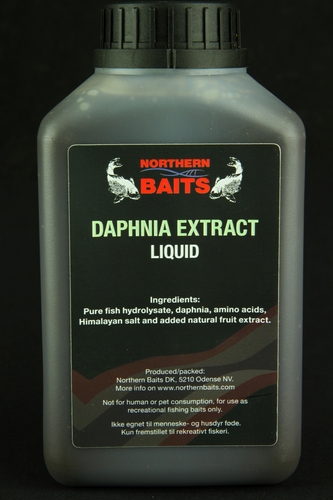 NORTHERN
BAITS
DAPHNIA EXTRACT
LIQUID
Ingredients:
Pure fish hydrolysate, daphnia, amino acids,
Himalayan salt and added natural fruit extract.
Produced/packed:
Northern Baits DK, 5210 Odense NV.
More info on www.northernbaits.com
Not for human or pet consumption, for use as
recreational fishing baits only.
Ikke egnet til menneske- og husdyr føde.
Kun fremstillet til rekreativt fiskeri.